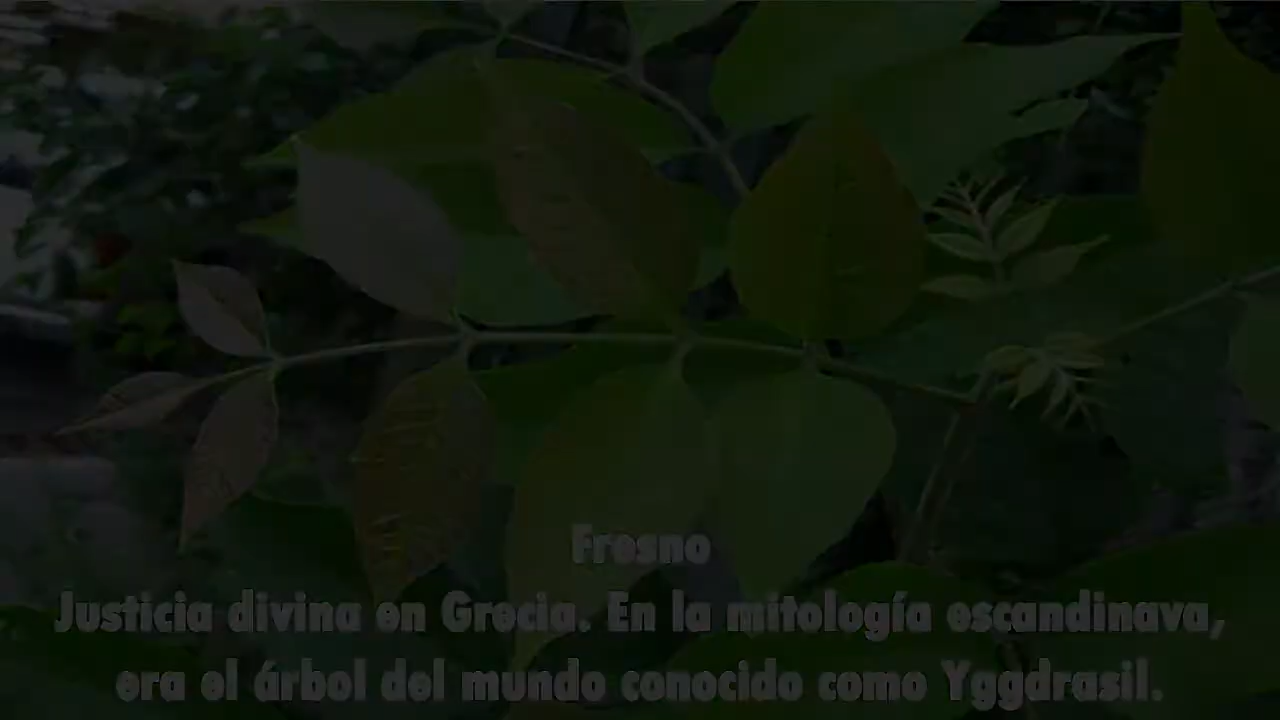 Fresno
Justicia divina en Grecia. En la mitología escandinava,
era el árbol del mundo conocido como Yggdrasil.